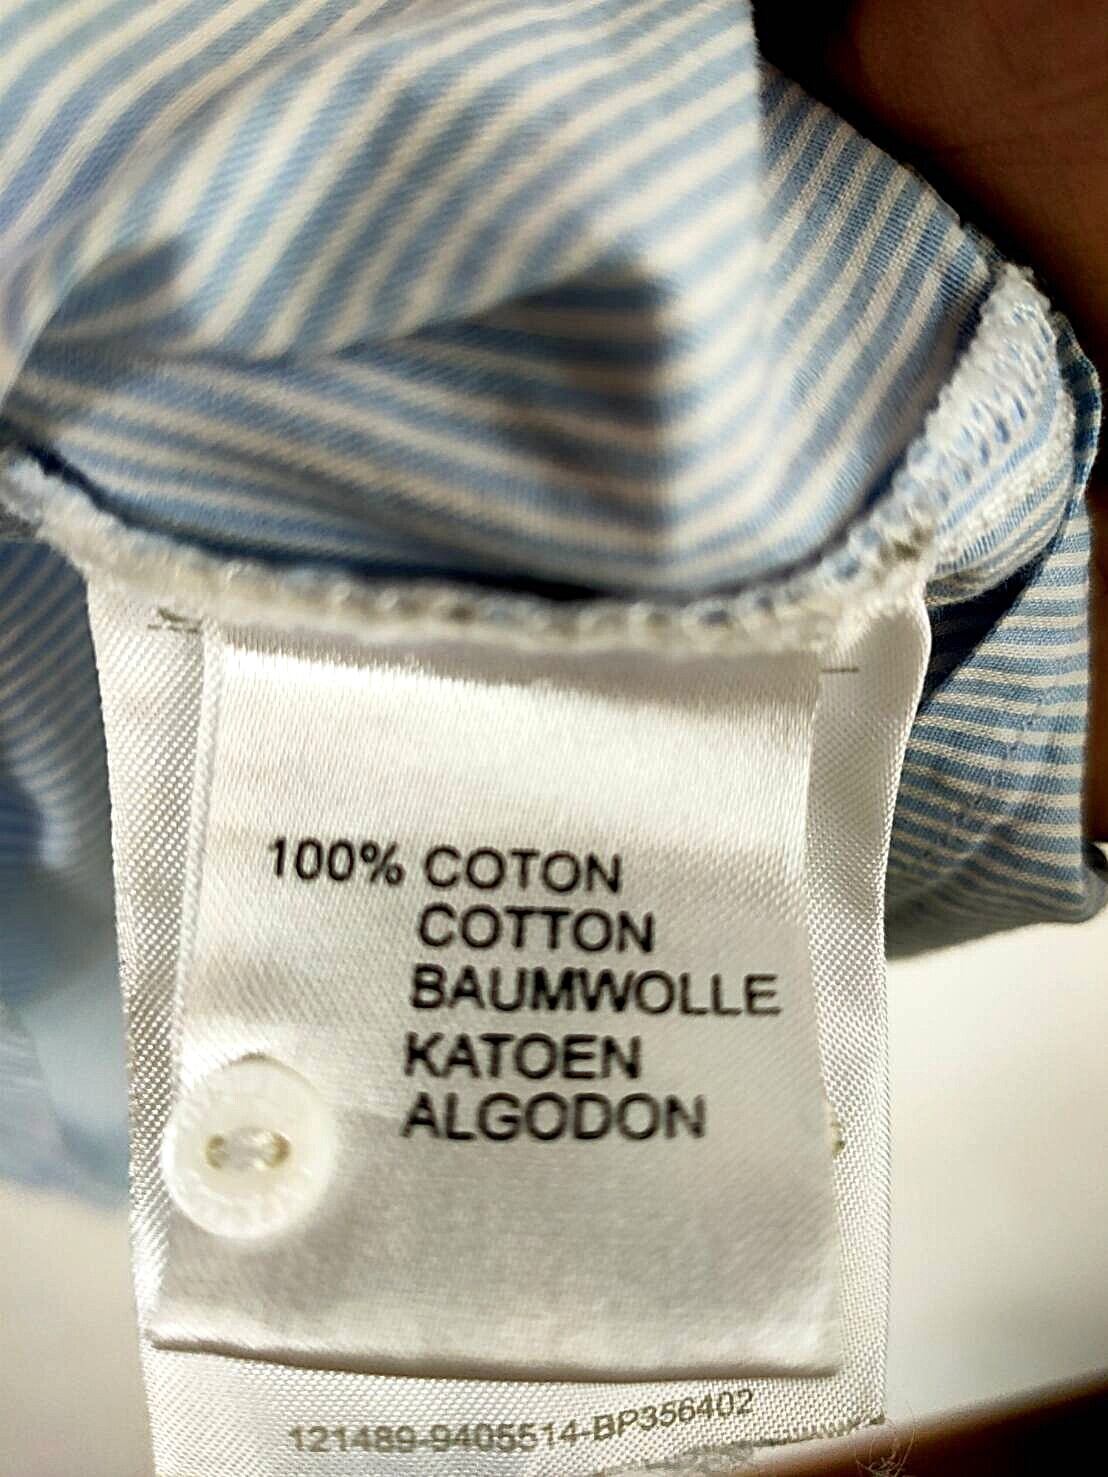 100% COTON
COTTON
BAUMWOLLE
KATOEN
ALGODON
121489-9405514-BP356402